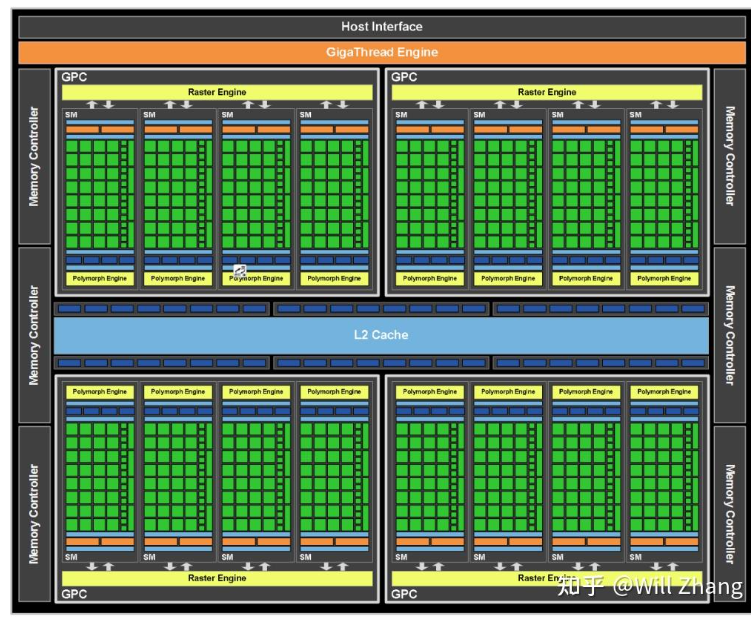 Host Interface
GigaThread Engine
GPC
GPC
Raster Engine
Raster Engine
SM SM SM SM SM SM SM SM
Polymorph Engine Polymorph Engine Polymorph Engine Polymorph Engine Polymorph Engine Polymorph Engine Polymorph Engine Polymorph Engine
Memory Controller
Memory Controller
Memory Controller
Memory Controller
L2 Cache
Polymorph Engine Polymorph Engine Polymorph Engine Polymorph Engine Polymorph Engine Polymorph Engine Polymorph Engine Polymorph Engine
Memory Controller
Memory Controller
SM SM SM SM SM SM SM SM
Raster Engine
Raster Engine
GPC
GPC
知乎 @Will Zhang